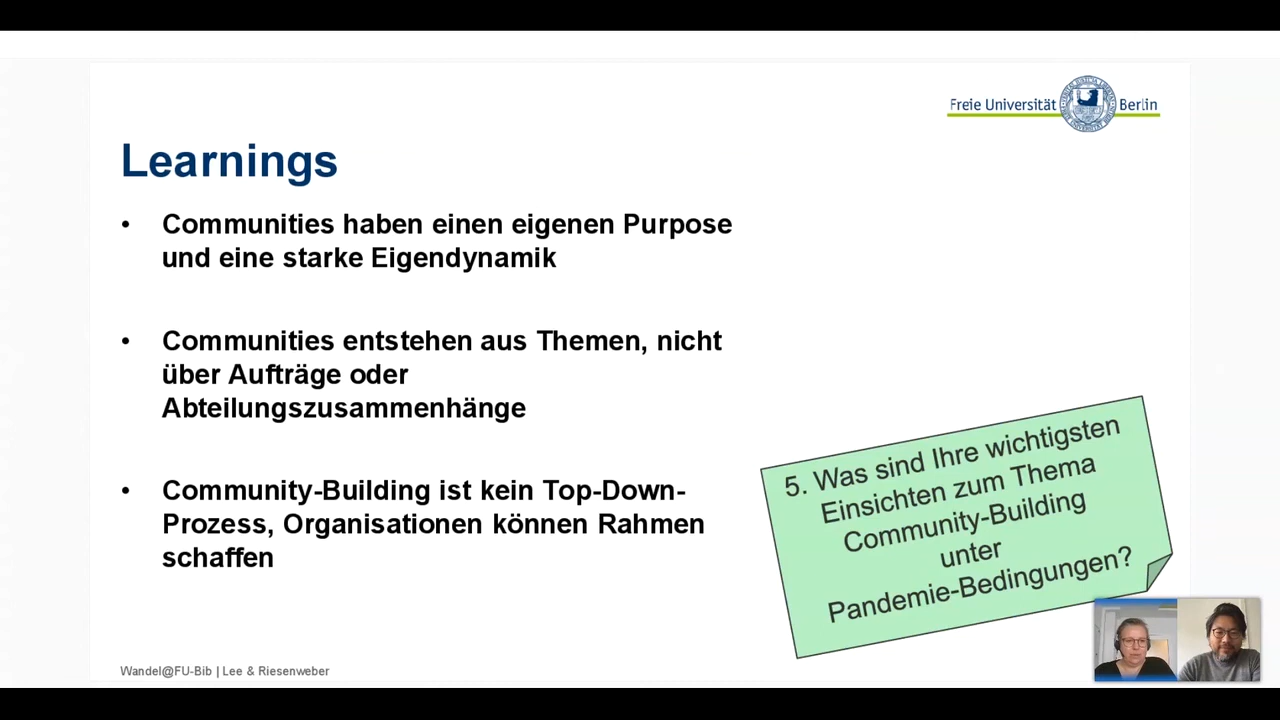 Freie Universität Berlin
Learnings
• Communities haben einen eigenen Purpose
und eine starke Eigendynamik
• Communities entstehen aus Themen, nicht
über Aufträge oder
Abteilungszusammenhänge
• Community-Building ist kein Top-Down-
Prozess, Organisationen können Rahmen
schaffen
5. Was sind Ihre wichtigsten
Einsichten zum Thema
Community-Building
unter
Pandemie-Bedingungen?
Wandel@FU-Bib | Lee & Riesenweber